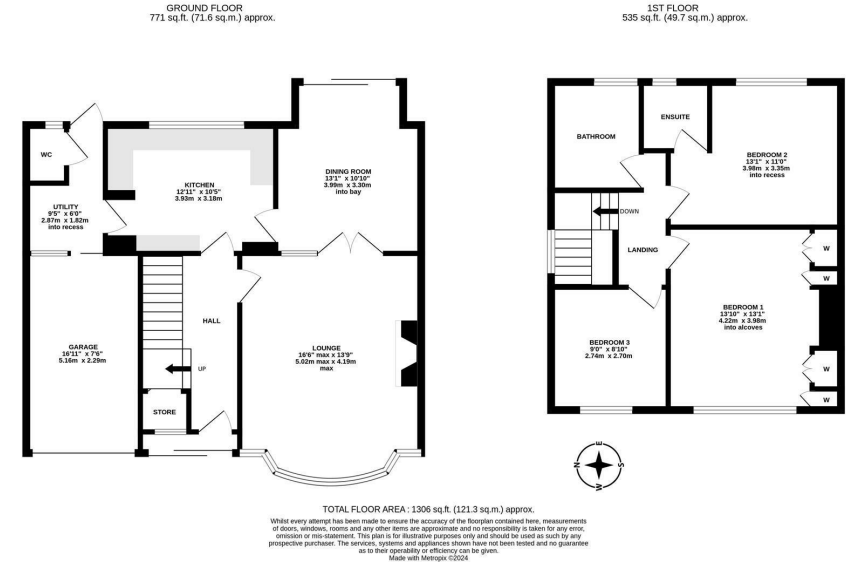 GROUND FLOOR
771 sq.ft. (71.6 sq.m.) approx.
1ST FLOOR
535 sq.ft. (49.7 sq.m.) approx.
WC
KITCHEN
12'11" x 10'5"
3.93m x 3.18m
DINING ROOM
13'1" x 10'10"
3.99m x 3.30m
into bay
UTILITY
9'5" x 6'0"
2.87m x 1.82m
into recess
HALL
GARAGE
16'11" x 7'6"
5.16m x 2.29m
LOUNGE
16'6" max x 13'9"
5.02m max x 4.19m
max
UP
STORE
BATHROOM
ENSUITE
BEDROOM 2
13'1" x 11'0"
3.98m x 3.35m
into recess
DOWN
LANDING
W
W
BEDROOM 1
13'10" x 13'1"
4.22m x 3.98m
into alcoves
BEDROOM 3
9'0" x 8'10"
2.74m x 2.70m
W
W
N
E
S
W
TOTAL FLOOR AREA : 1306 sq.ft. (121.3 sq.m.) approx.
Whilst every attempt has been made to ensure the accuracy of the floorplan contained here, measurements
of doors, windows, rooms and any other items are approximate and no responsibility is taken for any error,
omission or mis-statement. This plan is for illustrative purposes only and should be used as such by any
prospective purchaser. The services, systems and appliances shown have not been tested and no guarantee
as to their operability or efficiency can be given.
Made with Metropix ©2024